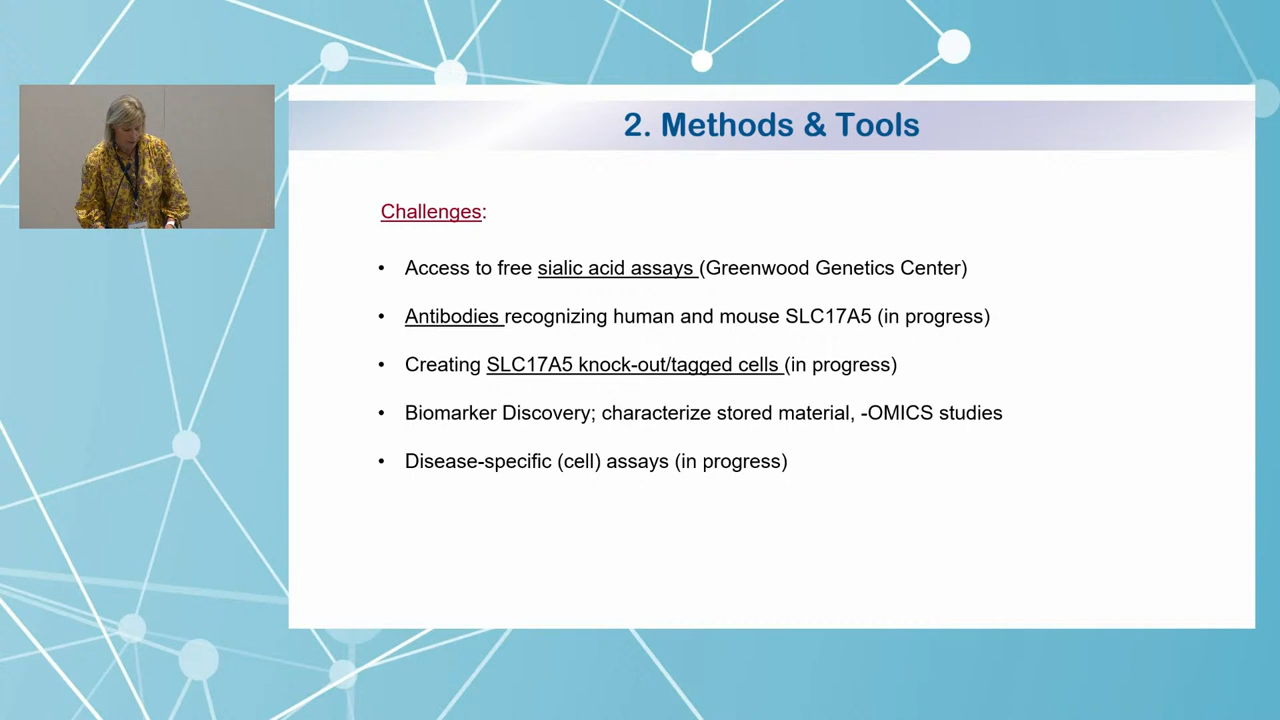 2. Methods & Tools
Challenges:
• Access to free sialic acid assays (Greenwood Genetics Center)
• Antibodies recognizing human and mouse SLC17A5 (in progress)
• Creating SLC17A5 knock-out/tagged cells (in progress)
• Biomarker Discovery; characterize stored material, -OMICS studies
• Disease-specific (cell) assays (in progress)